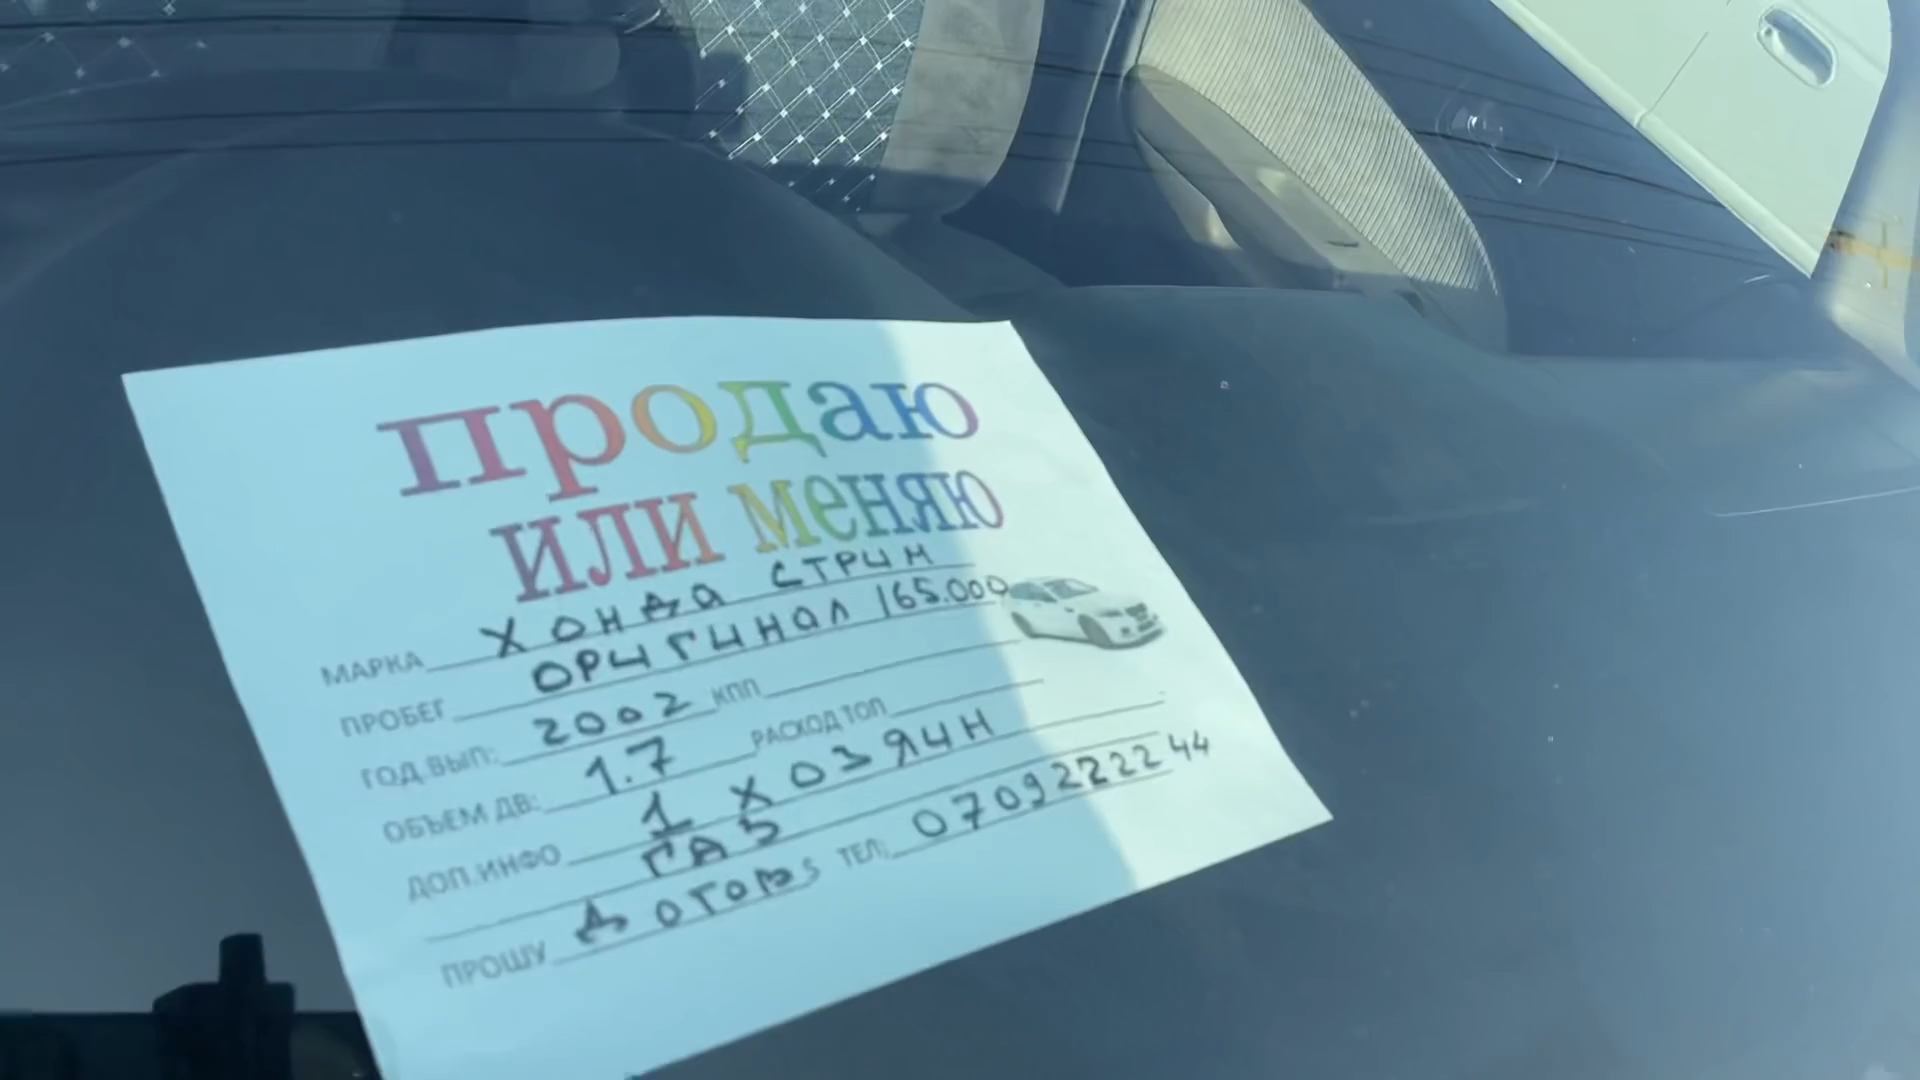 продаю
или меняю
МАРКА ХОНДА СТРИМ
ПРОБЕГ ОРИГИНАЛ 165.000
ГОД.ВЫП: 2002 КПП
ОБЪЕМ ДВ: 1.7 РАСХОД ТОП
ДОП.ИНФО 1 ХОЗЯИН
ГАЗ
ПРОШУ ТЕЛ: 0709222244